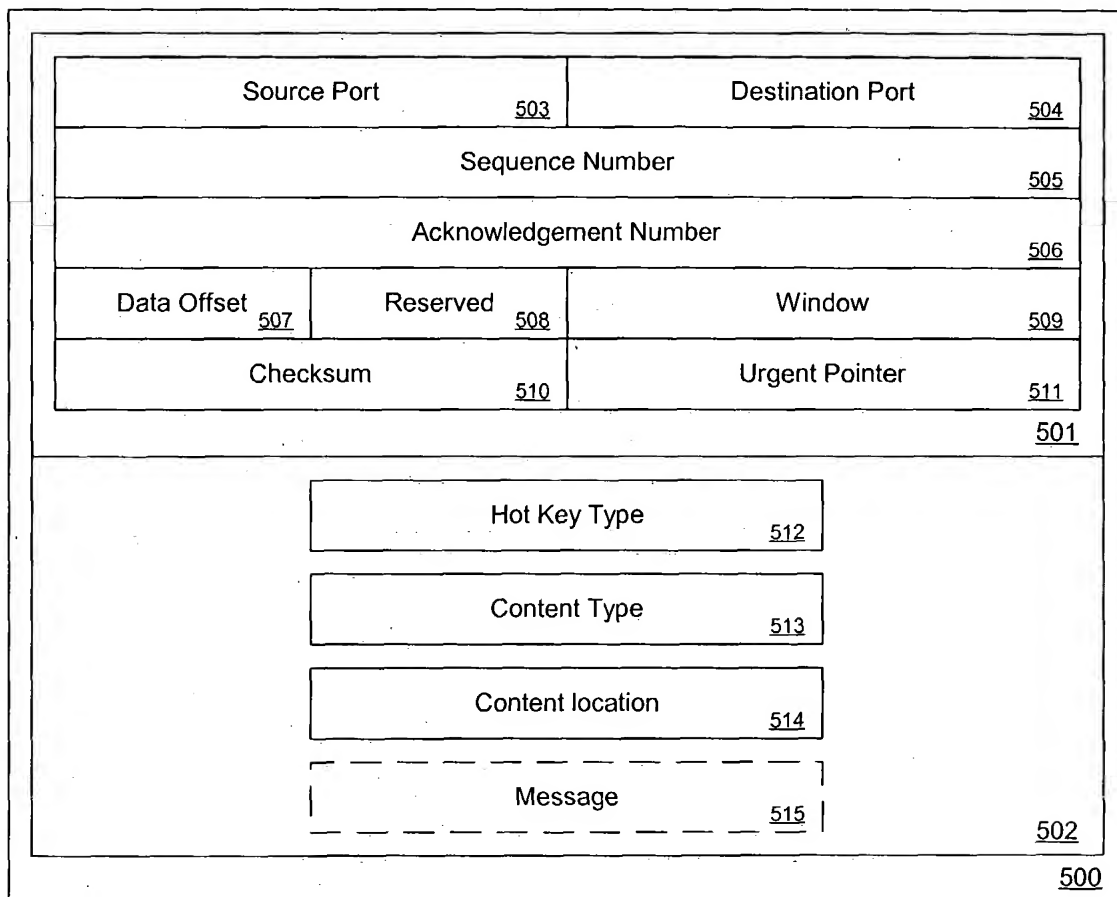 Source Port 503 Destination Port 504
Sequence Number 505
Acknowledgement Number 506
Data Offset 507 Reserved 508 Window 509
Checksum 510 Urgent Pointer 511
501
Hot Key Type 512
Content Type 513
Content location 514
Message 515
502
500